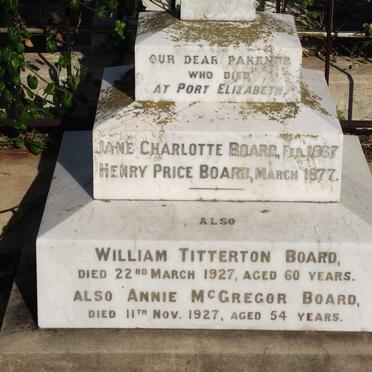 OUR DEAR PARENTS
WHO DIED
AT PORT ELIZABETH,
JANE CHARLOTTE BOARD, FEB. 1867
HENRY PRICE BOARD, MARCH 1877.
ALSO
WILLIAM TITTERTON BOARD,
DIED 22ND MARCH 1927, AGED 60 YEARS.
ALSO ANNIE MCGREGOR BOARD,
DIED 11TH NOV. 1927, AGED 54 YEARS.